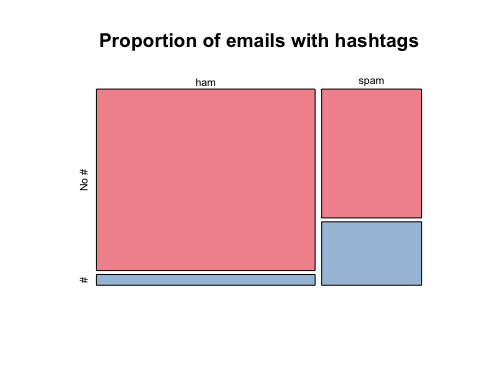 Proportion of emails with hashtags
ham
spam
No #
#